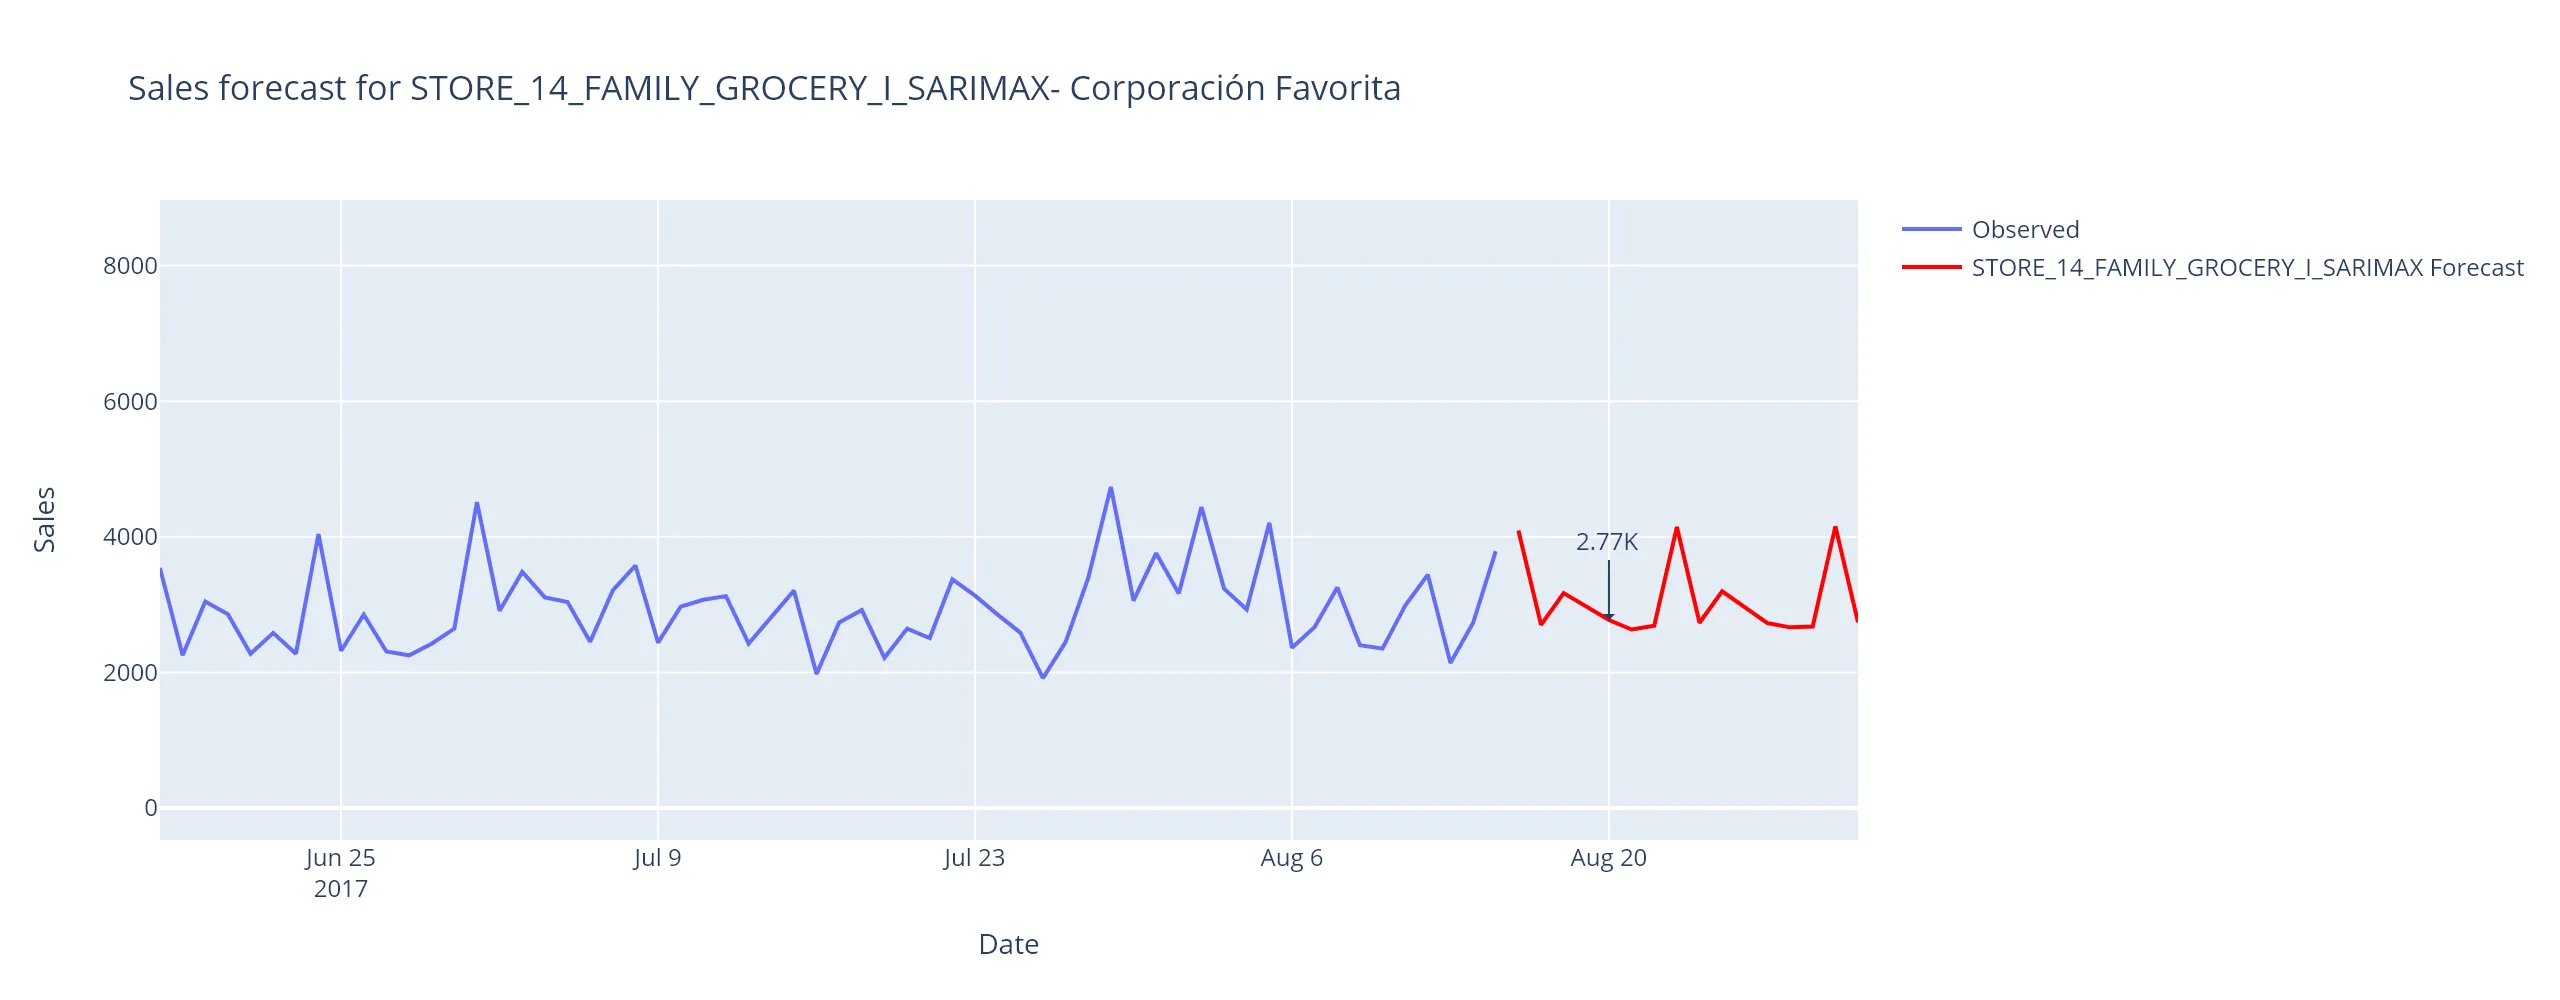 Sales forecast for STORE_14_FAMILY_GROCERY_I_SARIMAX- Corporación Favorita
Observed
STORE_14_FAMILY_GROCERY_I_SARIMAX Forecast
8000
6000
4000
2000
0
Sales
2.77K
Jun 25
2017
Jul 9
Jul 23
Aug 6
Aug 20
Date